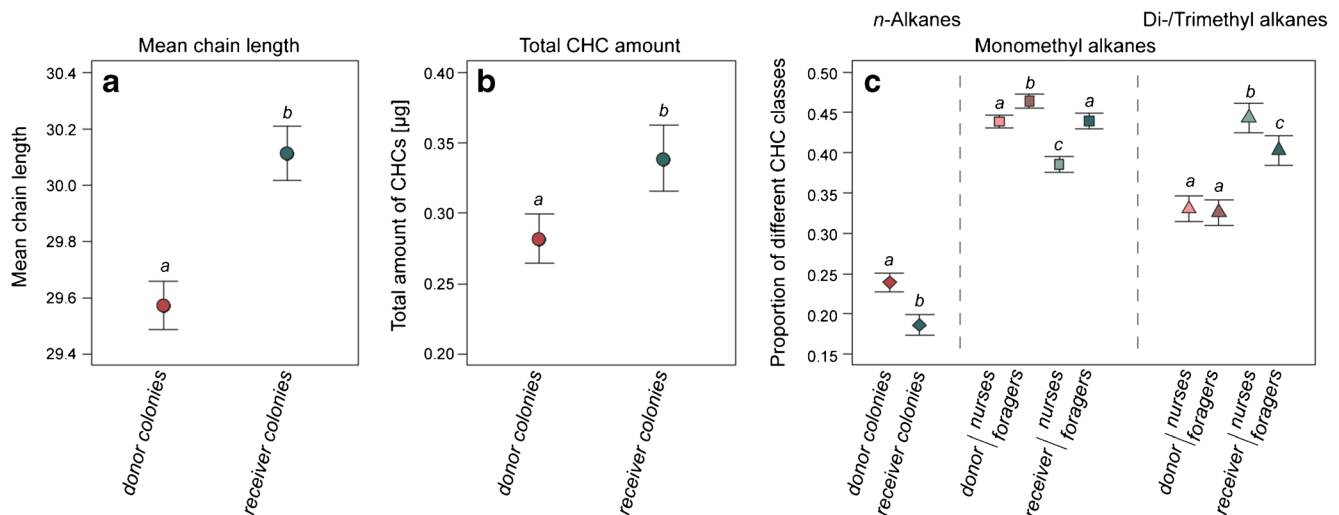 n-Alkanes
Di-/Trimethyl alkanes
Mean chain length
Total CHC amount
Monomethyl alkanes
a
Mean chain length
30.4
30.2
30.0
29.8
29.6
29.4
a
b
donor colonies
receiver colonies
b
Total amount of CHCs [µg]
0.40
0.35
0.30
0.25
0.20
a
b
donor colonies
receiver colonies
c
Proportion of different CHC classes
0.50
0.45
0.40
0.35
0.30
0.25
0.20
0.15
a
b
a
b
c
a
a
a
b
c
donor colonies
receiver colonies
donor
nurses
foragers
receiver
nurses
foragers
donor
nurses
foragers
receiver
nurses
foragers